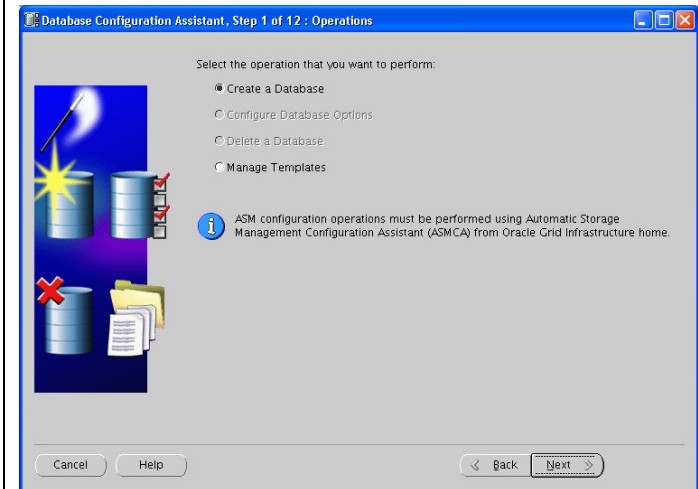 Database Configuration Assistant, Step 1 of 12 : Operations
Select the operation that you want to perform:
Create a Database
Configure Database Options
Delete a Database
Manage Templates
ASM configuration operations must be performed using Automatic Storage
Management Configuration Assistant (ASMCA) from Oracle Grid Infrastructure home.
Cancel
Help
Back
Next